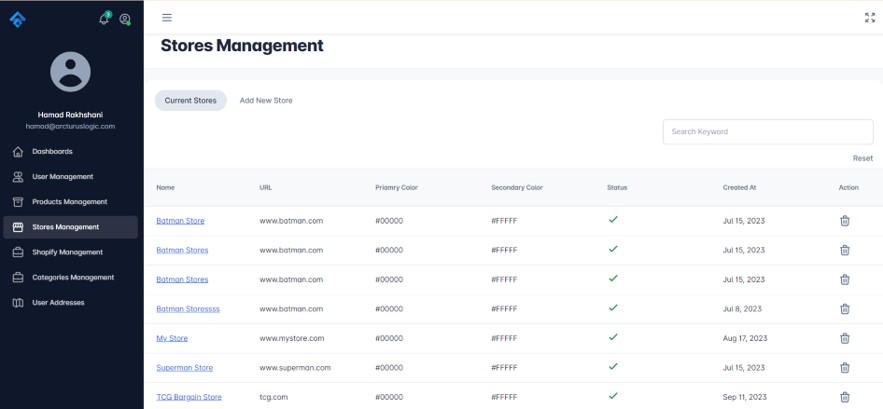 3
Stores Management
Hamad Rakhshani
hamad@arcturuslogic.com
Dashboards
User Management
Products Management
Stores Management
Shopify Management
Categories Management
User Addresses
Current Stores Add New Store
Search Keyword
Reset
Name URL Priamry Color Secondary Color Status Created At Action
Batman Store www.batman.com #00000 #FFFFF Jul 15, 2023
Batman Stores www.batman.com #00000 #FFFFF Jul 15, 2023
Batman Stores www.batman.com #00000 #FFFFF Jul 15, 2023
Batman Storessss www.batman.com #00000 #FFFFF Jul 8, 2023
My Store www.mystore.com #00000 #FFFFF Aug 17, 2023
Superman Store www.superman.com #00000 #FFFFF Jul 15, 2023
TCG Bargain Store tcg.com #00000 #FFFFF Sep 11, 2023